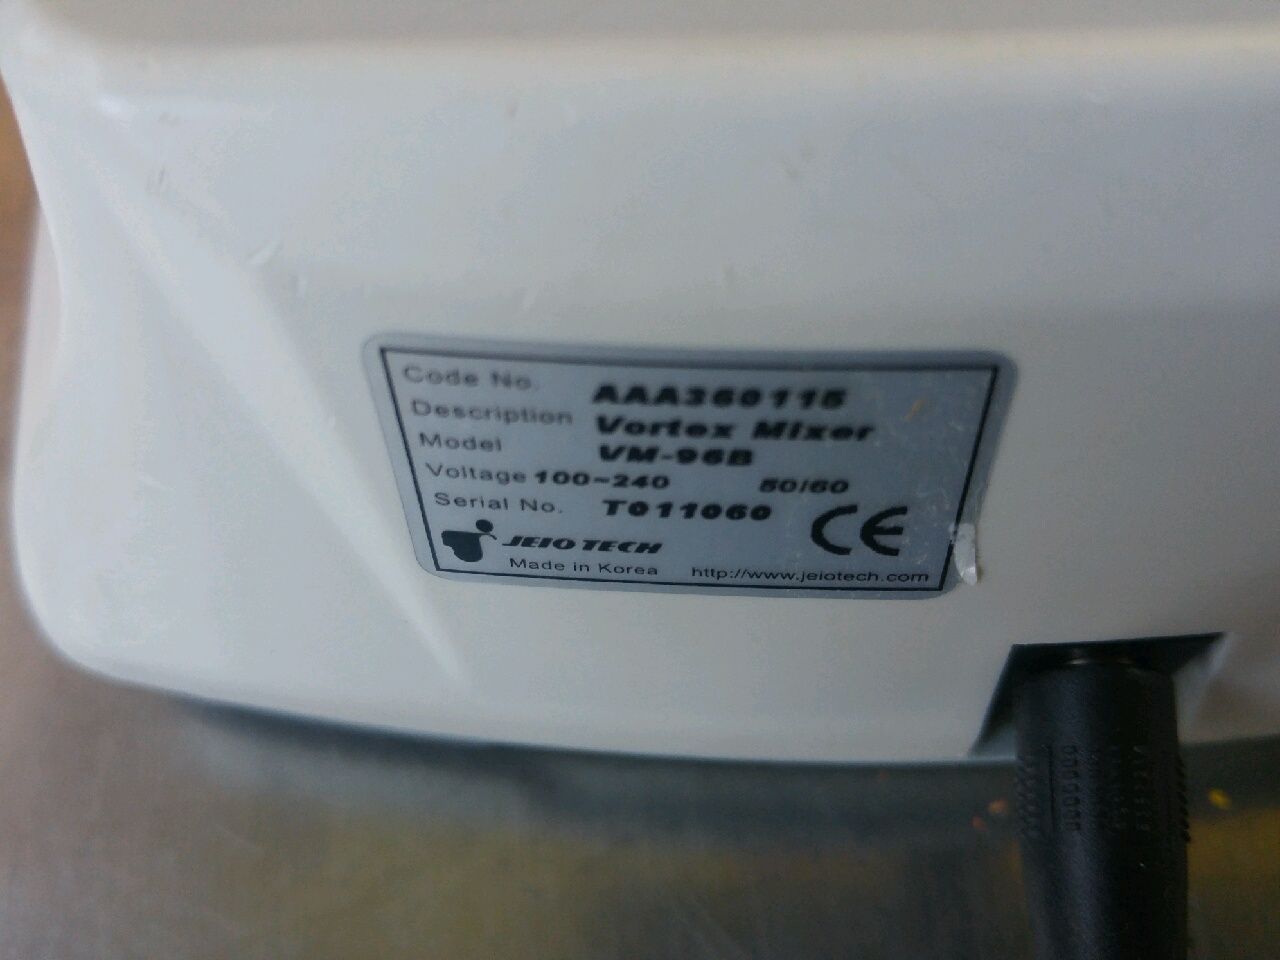 Code No. AAA360115
Description Vortex Mixer
Model VM-96B
Voltage 100~240 50/60
Serial No. T011060
CE
JEIO TECH
Made in Korea http://www.jeiotech.com